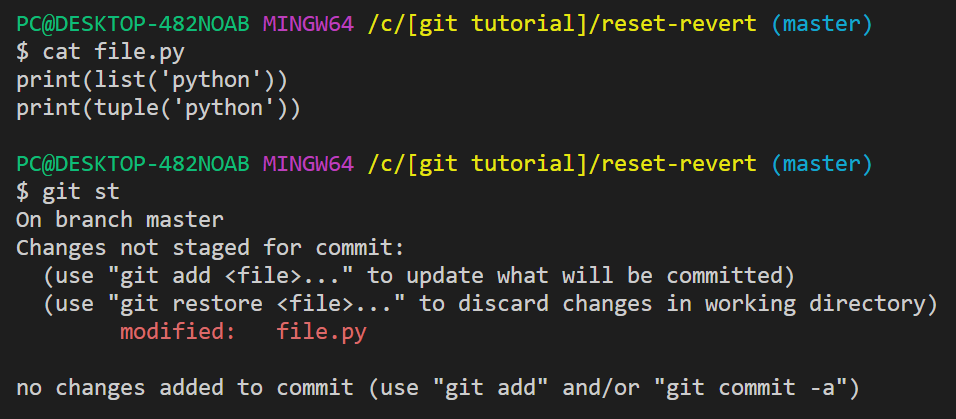 PC@DESKTOP-482NOAB MINGW64 /c/[git tutorial]/reset-revert (master)
$ cat file.py
print(list('python'))
print(tuple('python'))
PC@DESKTOP-482NOAB MINGW64 /c/[git tutorial]/reset-revert (master)
$ git st
On branch master
Changes not staged for commit:
  (use "git add <file>..." to update what will be committed)
  (use "git restore <file>..." to discard changes in working directory)
        modified:   file.py
no changes added to commit (use "git add" and/or "git commit -a")